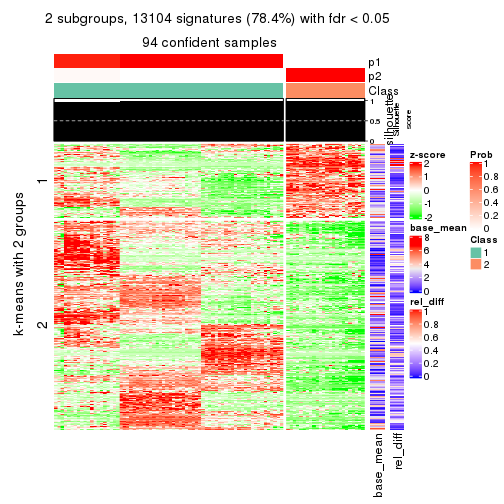 2 subgroups, 13104 signatures (78.4%) with fdr < 0.05
94 confident samples
p1
p2
Class
1
0.5
0
silhouette
Silhouette
score
k-means with 2 groups
1
2
base_mean
rel_diff
z-score
2
1
0
-1
-2
base_mean
8
6
4
2
0
rel_diff
1
0.8
0.6
0.4
0.2
0
Prob
1
0.8
0.6
0.4
0.2
0
Class
1
2